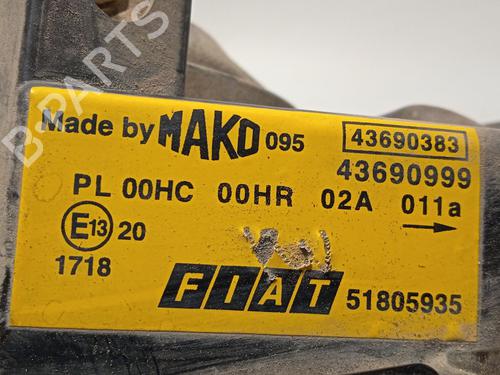 B-PARTS
Made by MAKO 095 43690383
43690999
PL 00HC 00HR 02A 011a
E13 20
1718
FIAT 51805935